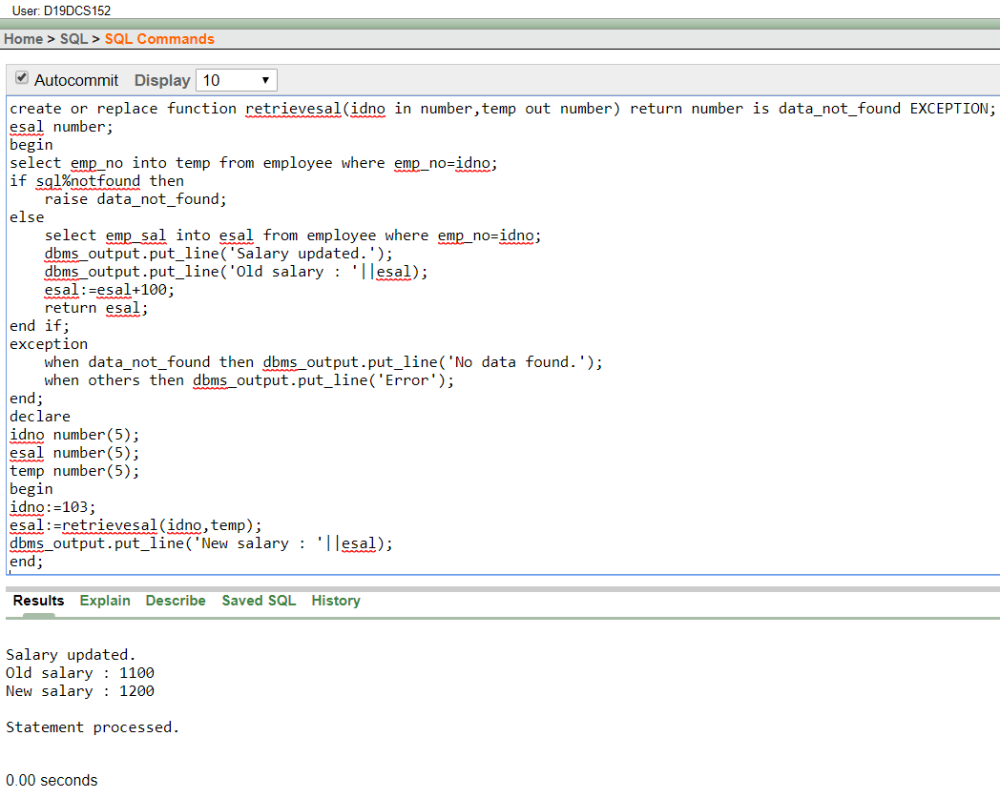 User: D19DCS152
Home > SQL > SQL Commands
Autocommit Display 10
create or replace function retrievesal(idno in number,temp out number) return number is data_not_found EXCEPTION;
esal number;
begin
select emp_no into temp from employee where emp_no=idno;
if sql%notfound then
    raise data_not_found;
else
    select emp_sal into esal from employee where emp_no=idno;
    dbms_output.put_line('Salary updated.');
    dbms_output.put_line('Old salary : '||esal);
    esal:=esal+100;
    return esal;
end if;
exception
    when data_not_found then dbms_output.put_line('No data found.');
    when others then dbms_output.put_line('Error');
end;
declare
idno number(5);
esal number(5);
temp number(5);
begin
idno:=103;
esal:=retrievesal(idno,temp);
dbms_output.put_line('New salary : '||esal);
end;
Results Explain Describe Saved SQL History
Salary updated.
Old salary : 1100
New salary : 1200
Statement processed.
0.00 seconds